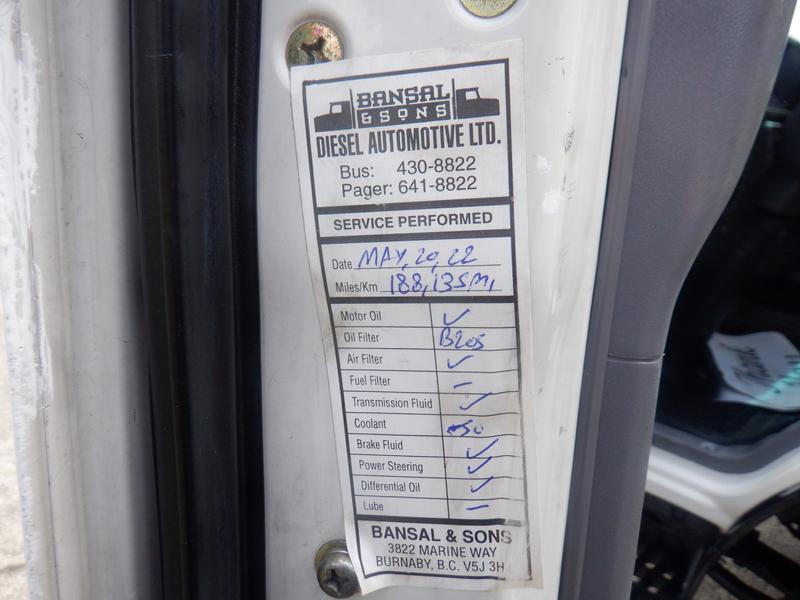 BANSAL
& SONS
DIESEL AUTOMOTIVE LTD.
Bus: 430-8822
Pager: 641-8822
SERVICE PERFORMED
Date MAY, 20, 22
Miles/Km 188,135 Mi
Motor Oil ✓
Oil Filter B205
Air Filter ✓
Fuel Filter –
Transmission Fluid ✓
Coolant -50
Brake Fluid ✓
Power Steering ✓
Differential Oil ✓
Lube –
BANSAL & SONS
3822 MARINE WAY
BURNABY, B.C. V5J 3H